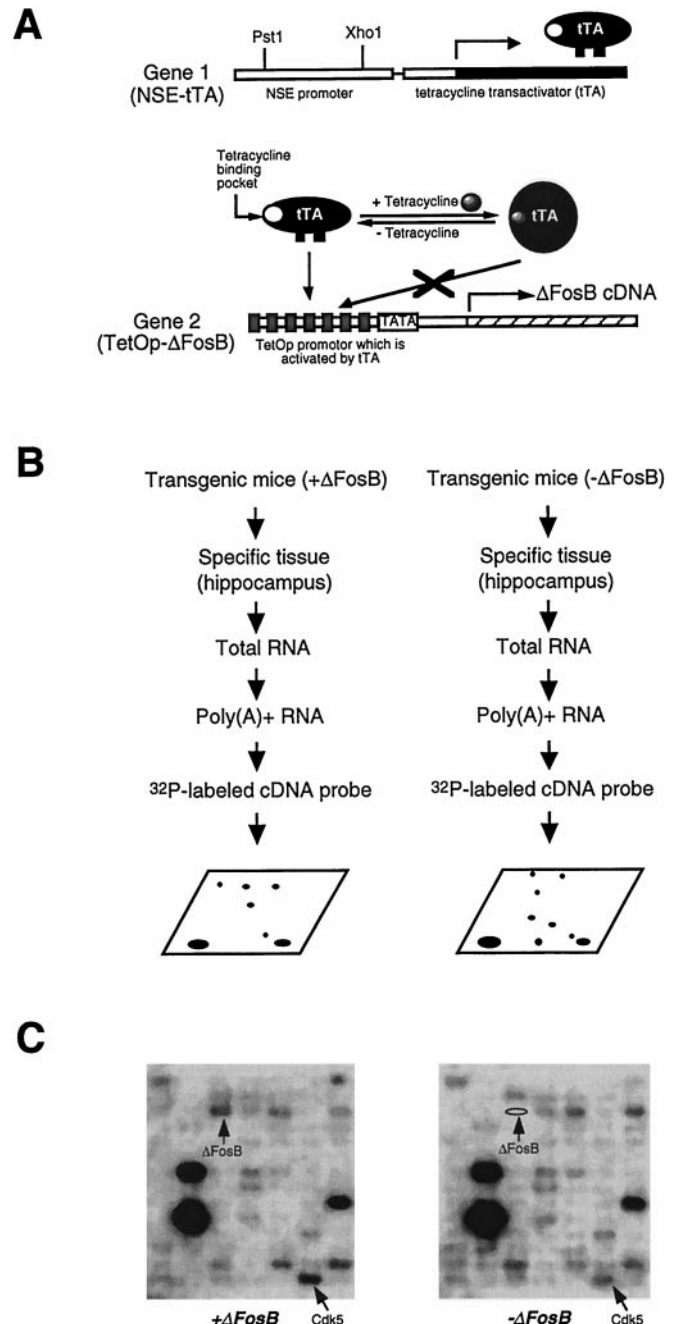 A
Pst1
Xho1
tTA
Gene 1
(NSE-tTA)
NSE promoter
tetracycline transactivator (tTA)
Tetracycline
binding
pocket
tTA
+ Tetracycline
- Tetracycline
tTA
ΔFosB cDNA
Gene 2
(TetOp-ΔFosB)
TATA
TetOp promotor which is
activated by tTA
B
Transgenic mice (+ΔFosB)
Specific tissue
(hippocampus)
Total RNA
Poly(A)+ RNA
32P-labeled cDNA probe
Transgenic mice (-ΔFosB)
Specific tissue
(hippocampus)
Total RNA
Poly(A)+ RNA
32P-labeled cDNA probe
C
ΔFosB
+ΔFosB
Cdk5
ΔFosB
-ΔFosB
Cdk5